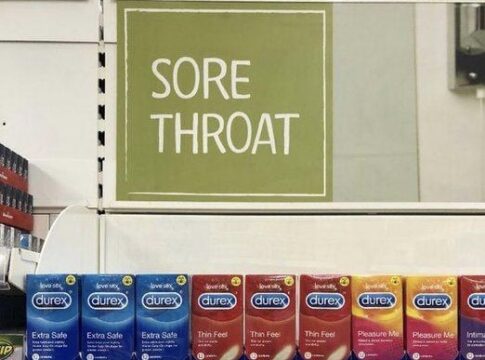 SORE
THROAT
love sex love sex love sex love sex love sex love sex love sex love sex love sex
durex durex durex durex durex durex durex durex durex
Extra Safe Extra Safe Extra Safe Thin Feel Thin Feel Thin Feel Pleasure Me Pleasure Me